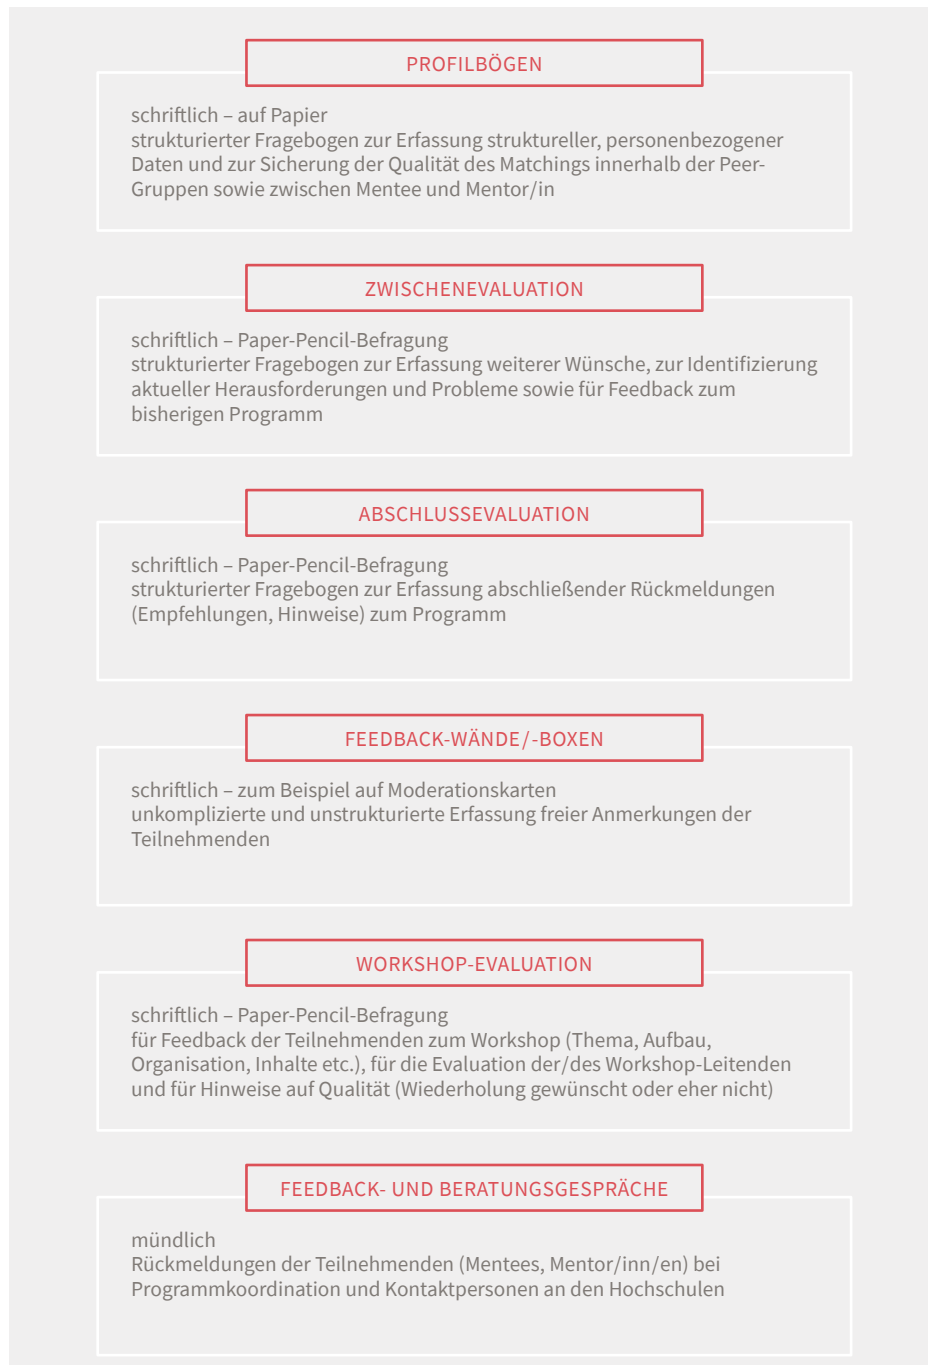 PROFILBÖGEN
schriftlich – auf Papier
strukturierter Fragebogen zur Erfassung struktureller, personenbezogener
Daten und zur Sicherung der Qualität des Matchings innerhalb der Peer-
Gruppen sowie zwischen Mentee und Mentor/in
ZWISCHENEVALUATION
schriftlich – Paper-Pencil-Befragung
strukturierter Fragebogen zur Erfassung weiterer Wünsche, zur Identifizierung
aktueller Herausforderungen und Probleme sowie für Feedback zum
bisherigen Programm
ABSCHLUSSEVALUATION
schriftlich – Paper-Pencil-Befragung
strukturierter Fragebogen zur Erfassung abschließender Rückmeldungen
(Empfehlungen, Hinweise) zum Programm
FEEDBACK-WÄNDE/-BOXEN
schriftlich – zum Beispiel auf Moderationskarten
unkomplizierte und unstrukturierte Erfassung freier Anmerkungen der
Teilnehmenden
WORKSHOP-EVALUATION
schriftlich – Paper-Pencil-Befragung
für Feedback der Teilnehmenden zum Workshop (Thema, Aufbau,
Organisation, Inhalte etc.), für die Evaluation der/des Workshop-Leitenden
und für Hinweise auf Qualität (Wiederholung gewünscht oder eher nicht)
FEEDBACK- UND BERATUNGSGESPRÄCHE
mündlich
Rückmeldungen der Teilnehmenden (Mentees, Mentor/inn/en) bei
Programmkoordination und Kontaktpersonen an den Hochschulen